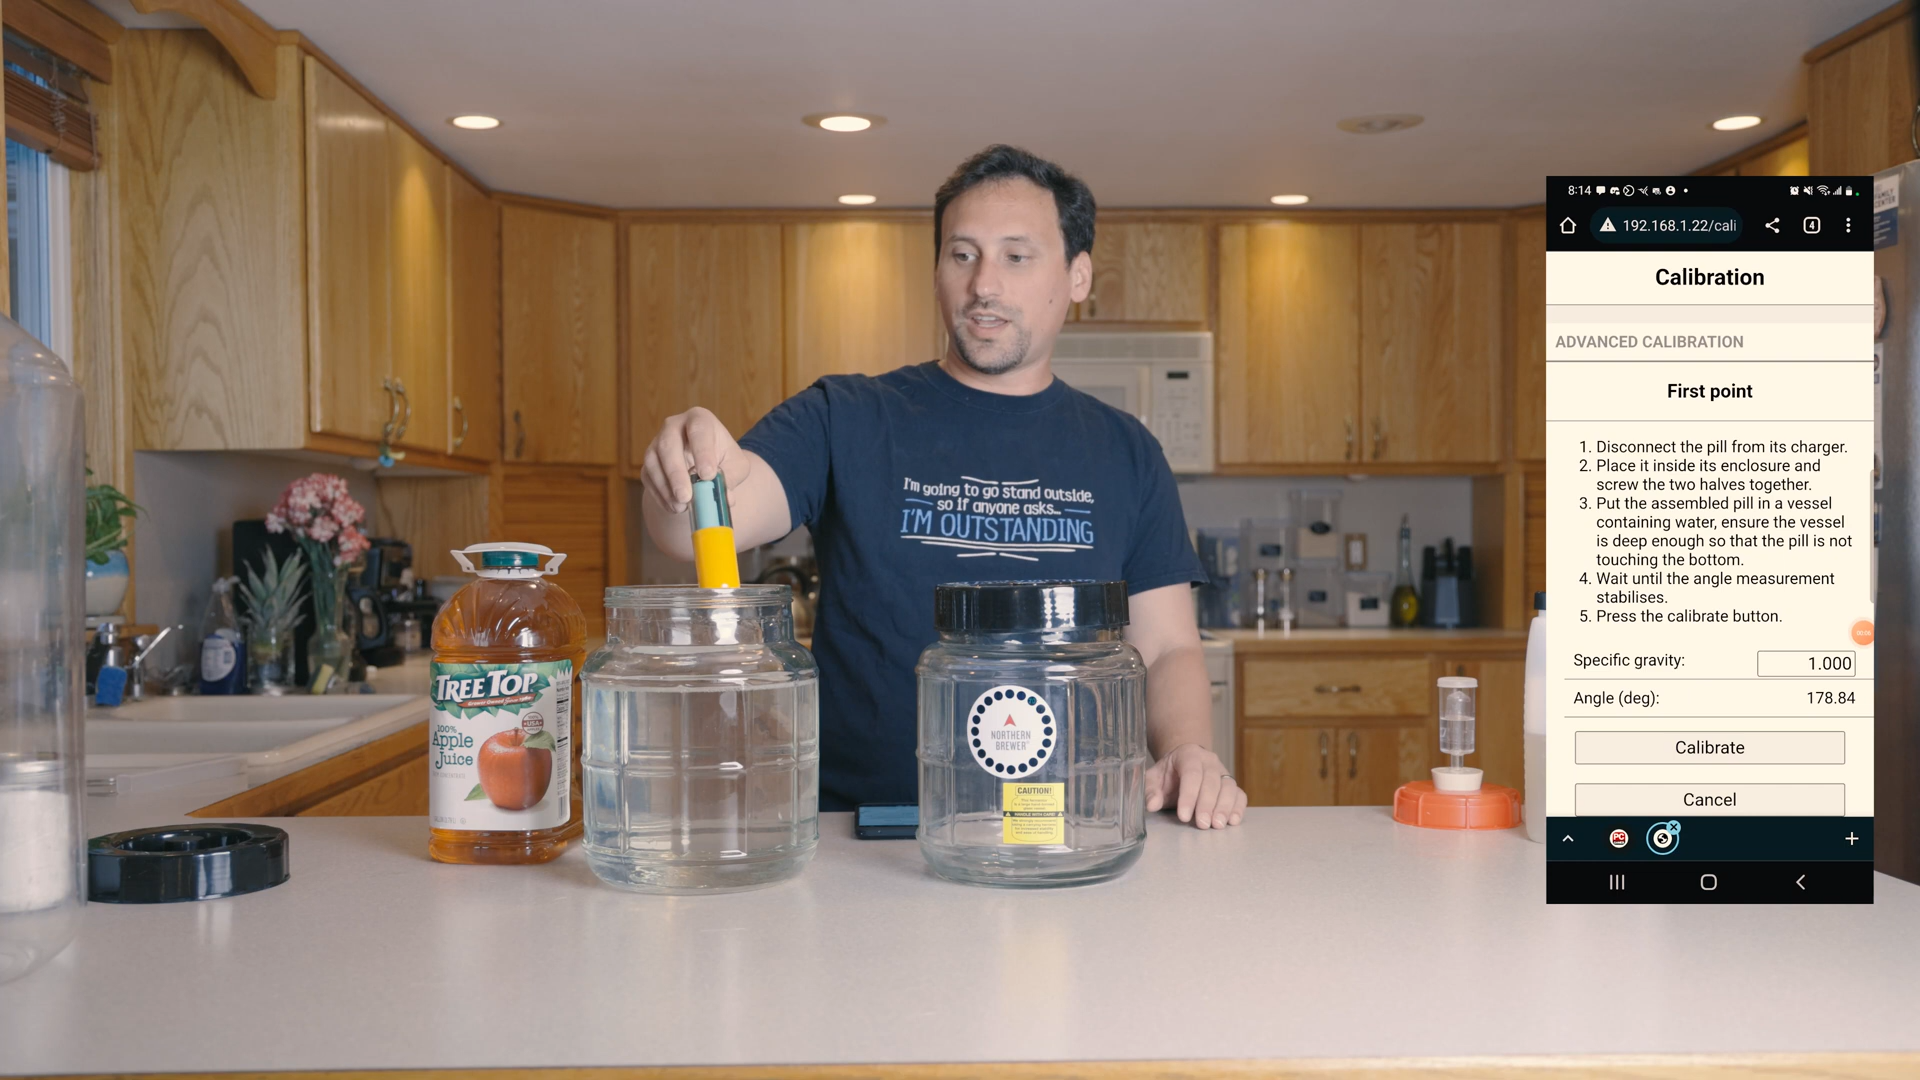 I'm going to go stand outside,
so if anyone asks...
I'M OUTSTANDING
TREE TOP
100%
Apple
Juice
NORTHERN
BREWER
CAUTION!
HANDLE WITH CARE!
8:14
192.168.1.22/cali
4
Calibration
ADVANCED CALIBRATION
First point
1. Disconnect the pill from its charger.
2. Place it inside its enclosure and
screw the two halves together.
3. Put the assembled pill in a vessel
containing water, ensure the vessel
is deep enough so that the pill is not
touching the bottom.
4. Wait until the angle measurement
stabilises.
5. Press the calibrate button.
Specific gravity: 1.000
Angle (deg): 178.84
Calibrate
Cancel